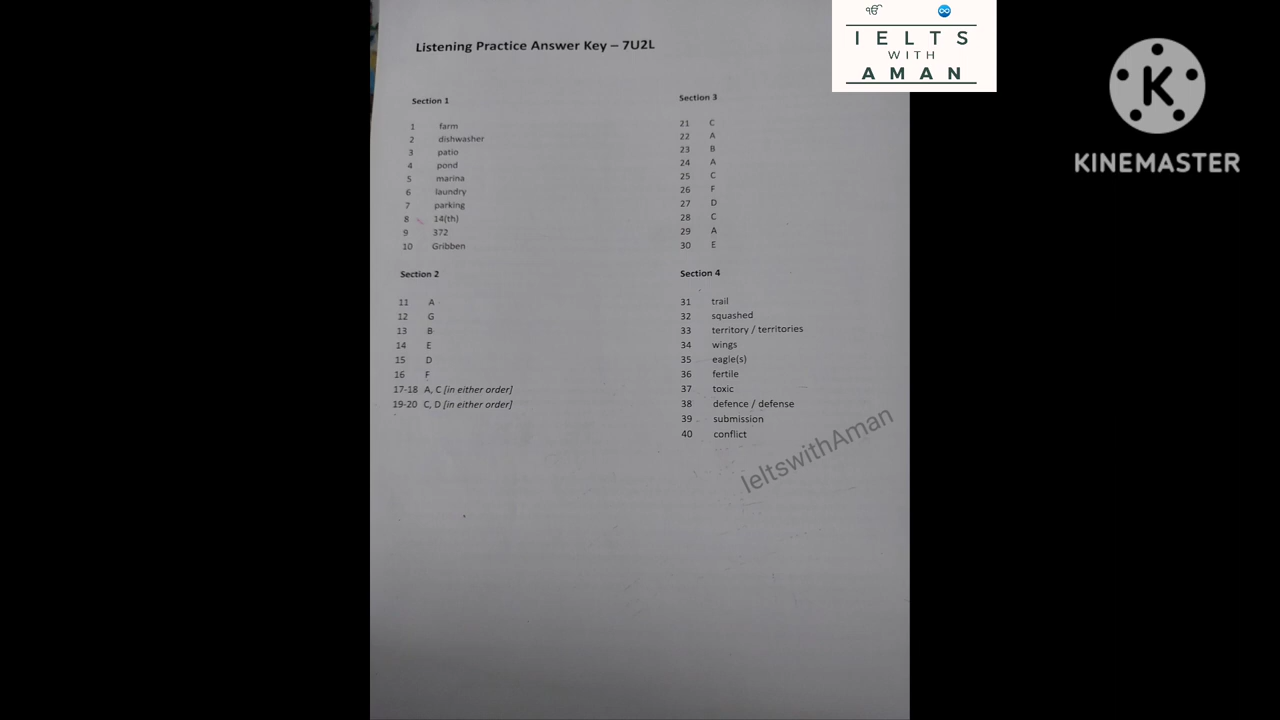 Listening Practice Answer Key – 7U2L
Section 1
1 farm
2 dishwasher
3 patio
4 pond
5 marina
6 laundry
7 parking
8 14(th)
9 372
10 Gribben
Section 2
11 A
12 G
13 B
14 E
15 D
16 F
17-18 A, C [in either order]
19-20 C, D [in either order]
Section 3
21 C
22 A
23 B
24 A
25 C
26 F
27 D
28 C
29 A
30 E
Section 4
31 trail
32 squashed
33 territory / territories
34 wings
35 eagle(s)
36 fertile
37 toxic
38 defence / defense
39 submission
40 conflict
IeltswithAman
ੴ
IELTS
WITH
AMAN
K
KINEMASTER